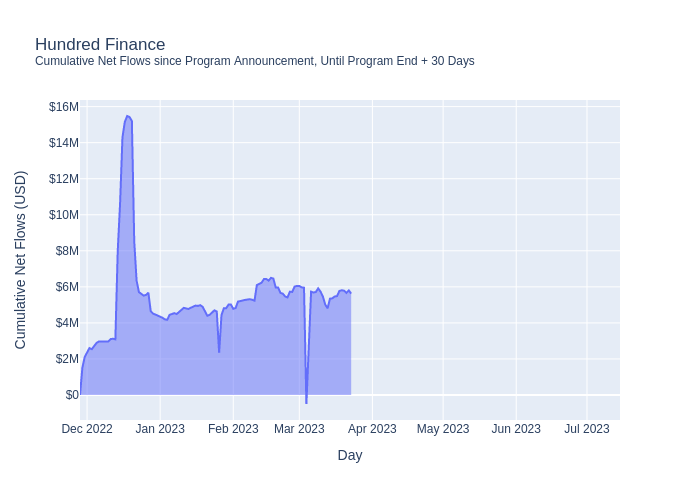 Hundred Finance
Cumulative Net Flows since Program Announcement, Until Program End + 30 Days
Cumulative Net Flows (USD)
$16M
$14M
$12M
$10M
$8M
$6M
$4M
$2M
$0
Dec 2022 Jan 2023 Feb 2023 Mar 2023 Apr 2023 May 2023 Jun 2023 Jul 2023
Day